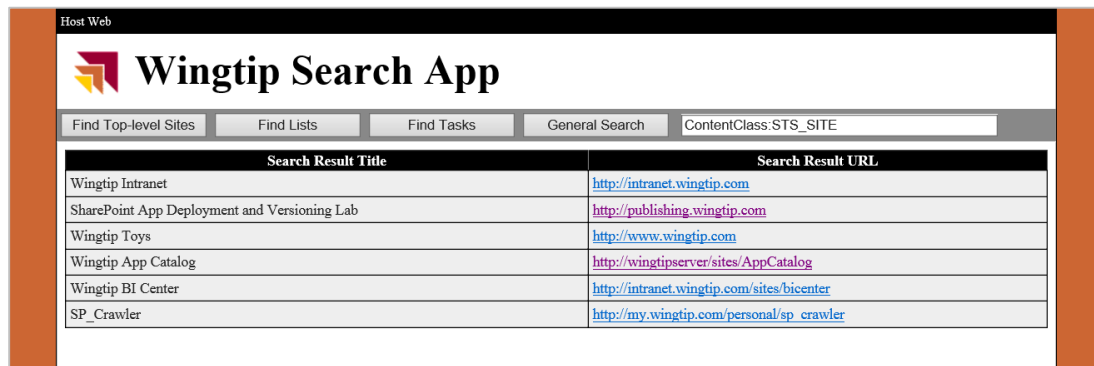 Host Web
Wingtip Search App
Find Top-level Sites Find Lists Find Tasks General Search ContentClass:STS_SITE
Search Result Title Search Result URL
Wingtip Intranet http://intranet.wingtip.com
SharePoint App Deployment and Versioning Lab http://publishing.wingtip.com
Wingtip Toys http://www.wingtip.com
Wingtip App Catalog http://wingtipserver/sites/AppCatalog
Wingtip BI Center http://intranet.wingtip.com/sites/bicenter
SP_Crawler http://my.wingtip.com/personal/sp_crawler